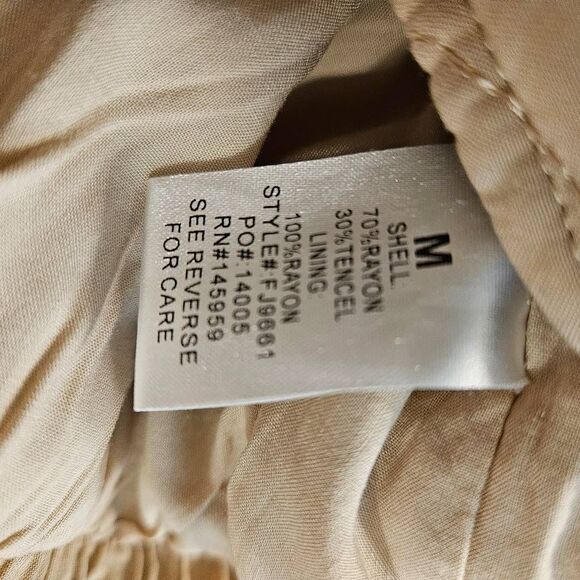 M
SHELL:
70%RAYON
30%TENCEL
LINING:
100%RAYON
STYLE#:FJ9661
PO#:14005
RN#145959
SEE REVERSE
FOR CARE